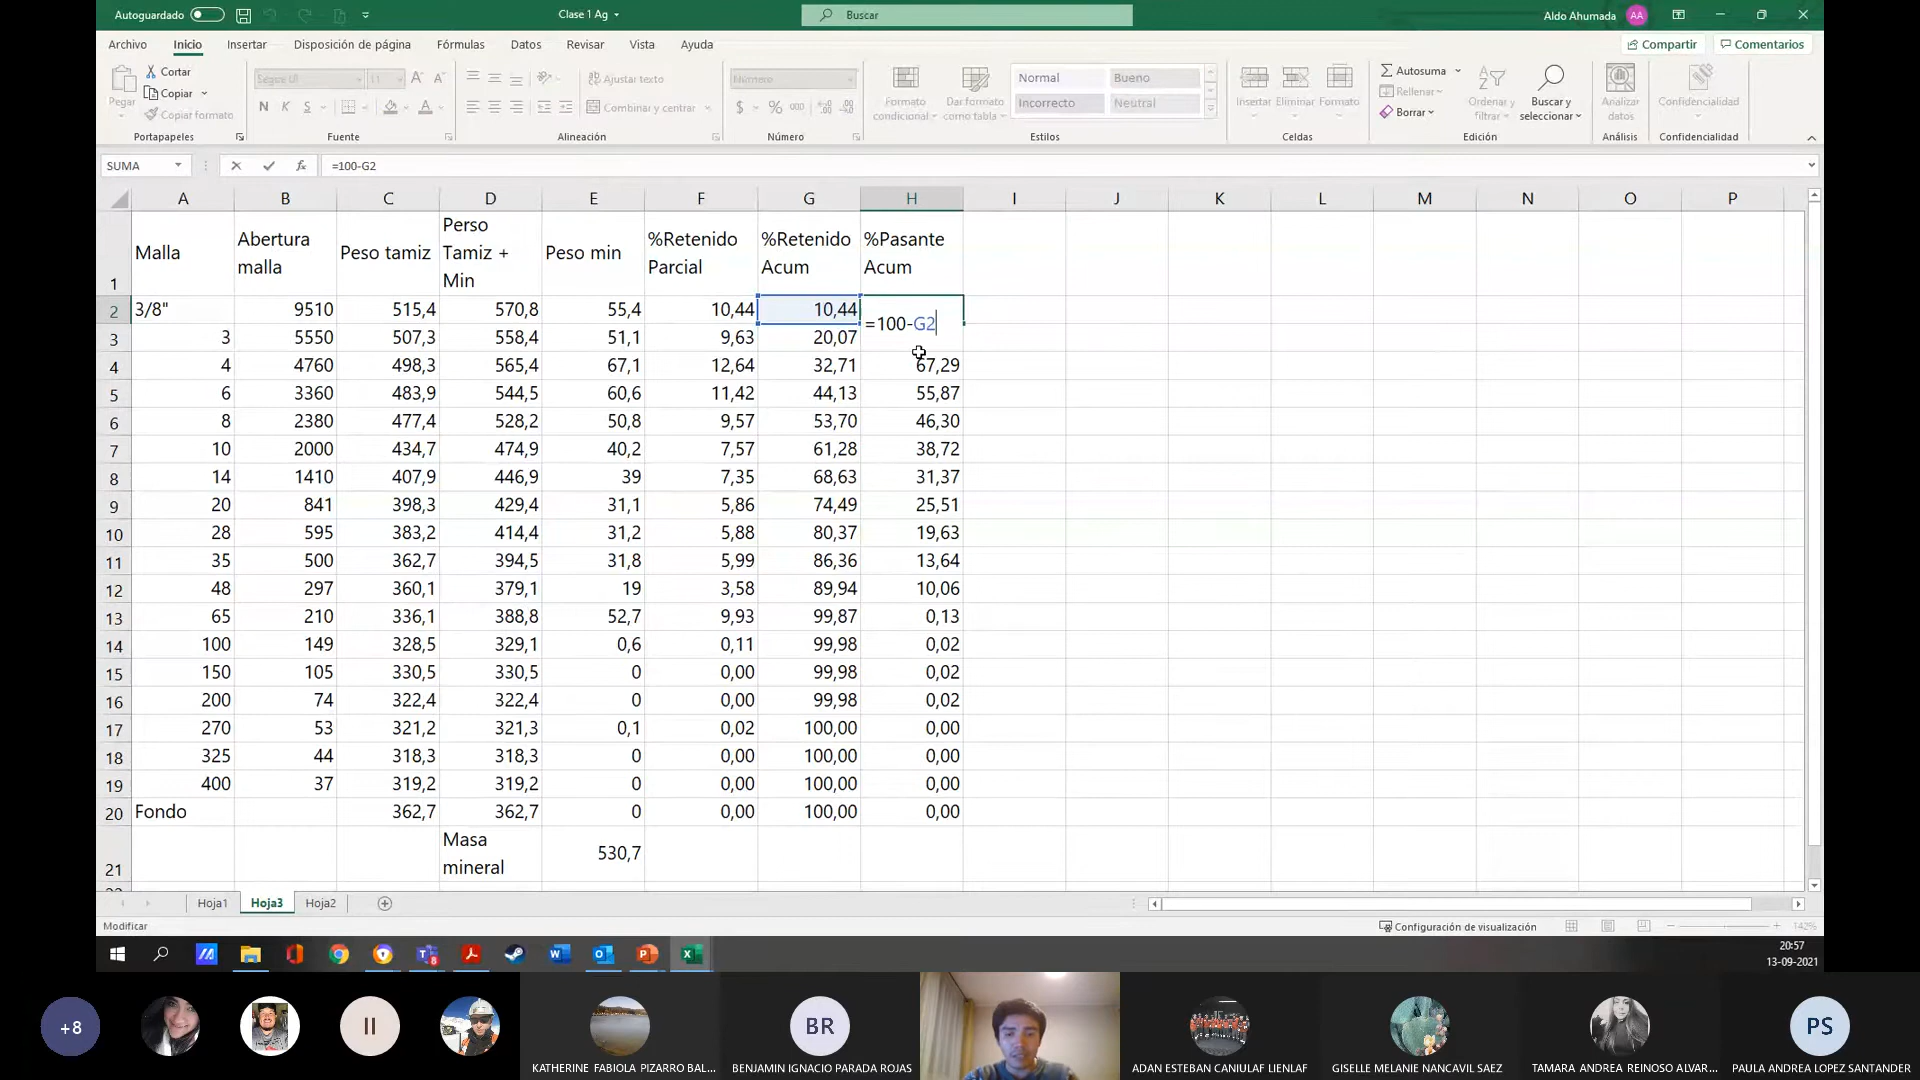 Autoguardado
Clase 1 Ag
Buscar
Aldo Ahumada
AA
Archivo Inicio Insertar Disposición de página Fórmulas Datos Revisar Vista Ayuda
Compartir Comentarios
Pegar
Cortar
Copiar
Copiar formato
Portapapeles
Segoe UI 11
N K S
Fuente
Ajustar texto
Combinar y centrar
Alineación
Número
$ % 000
Número
Formato condicional
Dar formato como tabla
Normal Bueno
Incorrecto Neutral
Estilos
Insertar Eliminar Formato
Celdas
Autosuma
Rellenar
Borrar
Ordenar y filtrar
Buscar y seleccionar
Edición
Analizar datos
Análisis
Confidencialidad
Confidencialidad
SUMA fx =100-G2
A B C D E F G H I J K L M N O P
1 Malla Abertura malla Peso tamiz Perso Tamiz + Min Peso min %Retenido Parcial %Retenido Acum %Pasante Acum
2 3/8" 9510 515,4 570,8 55,4 10,44 10,44 =100-G2
3 3 5550 507,3 558,4 51,1 9,63 20,07
4 4 4760 498,3 565,4 67,1 12,64 32,71 67,29
5 6 3360 483,9 544,5 60,6 11,42 44,13 55,87
6 8 2380 477,4 528,2 50,8 9,57 53,70 46,30
7 10 2000 434,7 474,9 40,2 7,57 61,28 38,72
8 14 1410 407,9 446,9 39 7,35 68,63 31,37
9 20 841 398,3 429,4 31,1 5,86 74,49 25,51
10 28 595 383,2 414,4 31,2 5,88 80,37 19,63
11 35 500 362,7 394,5 31,8 5,99 86,36 13,64
12 48 297 360,1 379,1 19 3,58 89,94 10,06
13 65 210 336,1 388,8 52,7 9,93 99,87 0,13
14 100 149 328,5 329,1 0,6 0,11 99,98 0,02
15 150 105 330,5 330,5 0 0,00 99,98 0,02
16 200 74 322,4 322,4 0 0,00 99,98 0,02
17 270 53 321,2 321,3 0,1 0,02 100,00 0,00
18 325 44 318,3 318,3 0 0,00 100,00 0,00
19 400 37 319,2 319,2 0 0,00 100,00 0,00
20 Fondo 362,7 362,7 0 0,00 100,00 0,00
21 Masa mineral 530,7
Hoja1 Hoja3 Hoja2
Modificar
Configuración de visualización
142%
20:57
13-09-2021
+8
II
BR
PS
KATHERINE FABIOLA PIZARRO BAL...
BENJAMIN IGNACIO PARADA ROJAS
ADAN ESTEBAN CANIULAF LIENLAF
GISELLE MELANIE NANCAVIL SAEZ
TAMARA ANDREA REINOSO ALVAR...
PAULA ANDREA LOPEZ SANTANDER